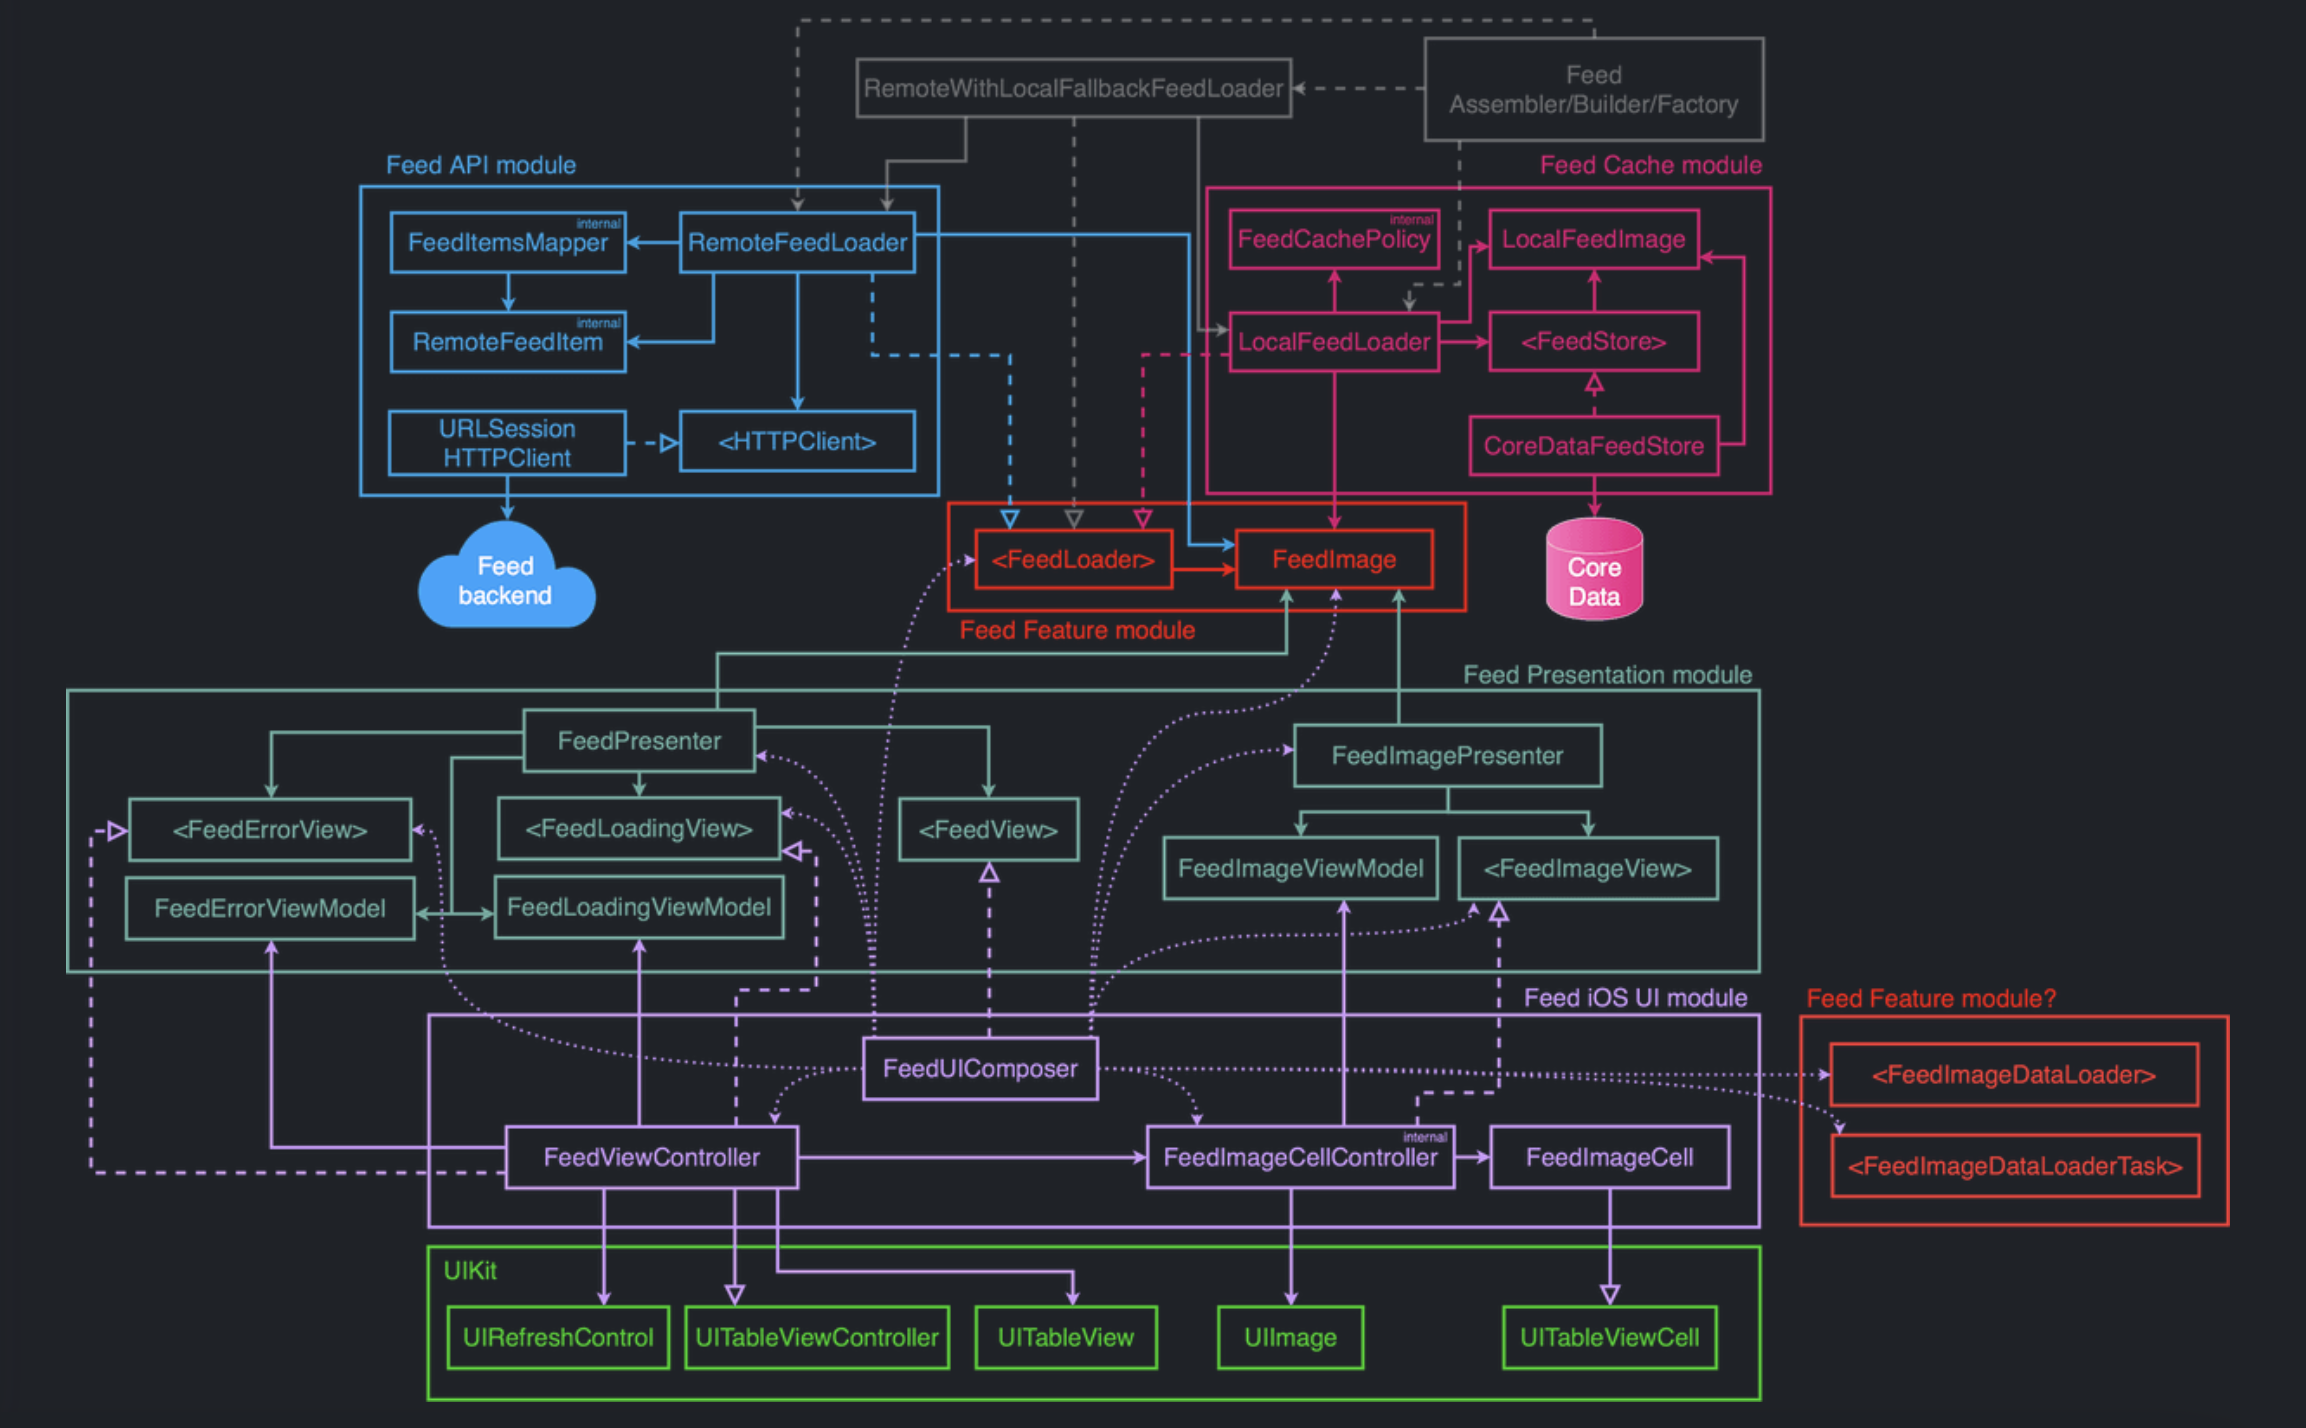 RemoteWithLocalFallbackFeedLoader
Feed
Assembler/Builder/Factory
Feed API module
Feed Cache module
internal
FeedItemsMapper
RemoteFeedLoader
internal
FeedCachePolicy
LocalFeedImage
internal
RemoteFeedItem
LocalFeedLoader
<FeedStore>
URLSession
HTTPClient
<HTTPClient>
CoreDataFeedStore
Feed
backend
<FeedLoader>
FeedImage
Core
Data
Feed Feature module
Feed Presentation module
FeedPresenter
FeedImagePresenter
<FeedErrorView>
<FeedLoadingView>
<FeedView>
FeedImageViewModel
<FeedImageView>
FeedErrorViewModel
FeedLoadingViewModel
Feed iOS UI module
Feed Feature module?
FeedUIComposer
<FeedImageDataLoader>
FeedViewController
internal
FeedImageCellController
FeedImageCell
<FeedImageDataLoaderTask>
UIKit
UIRefreshControl
UITableViewController
UITableView
UIImage
UITableViewCell